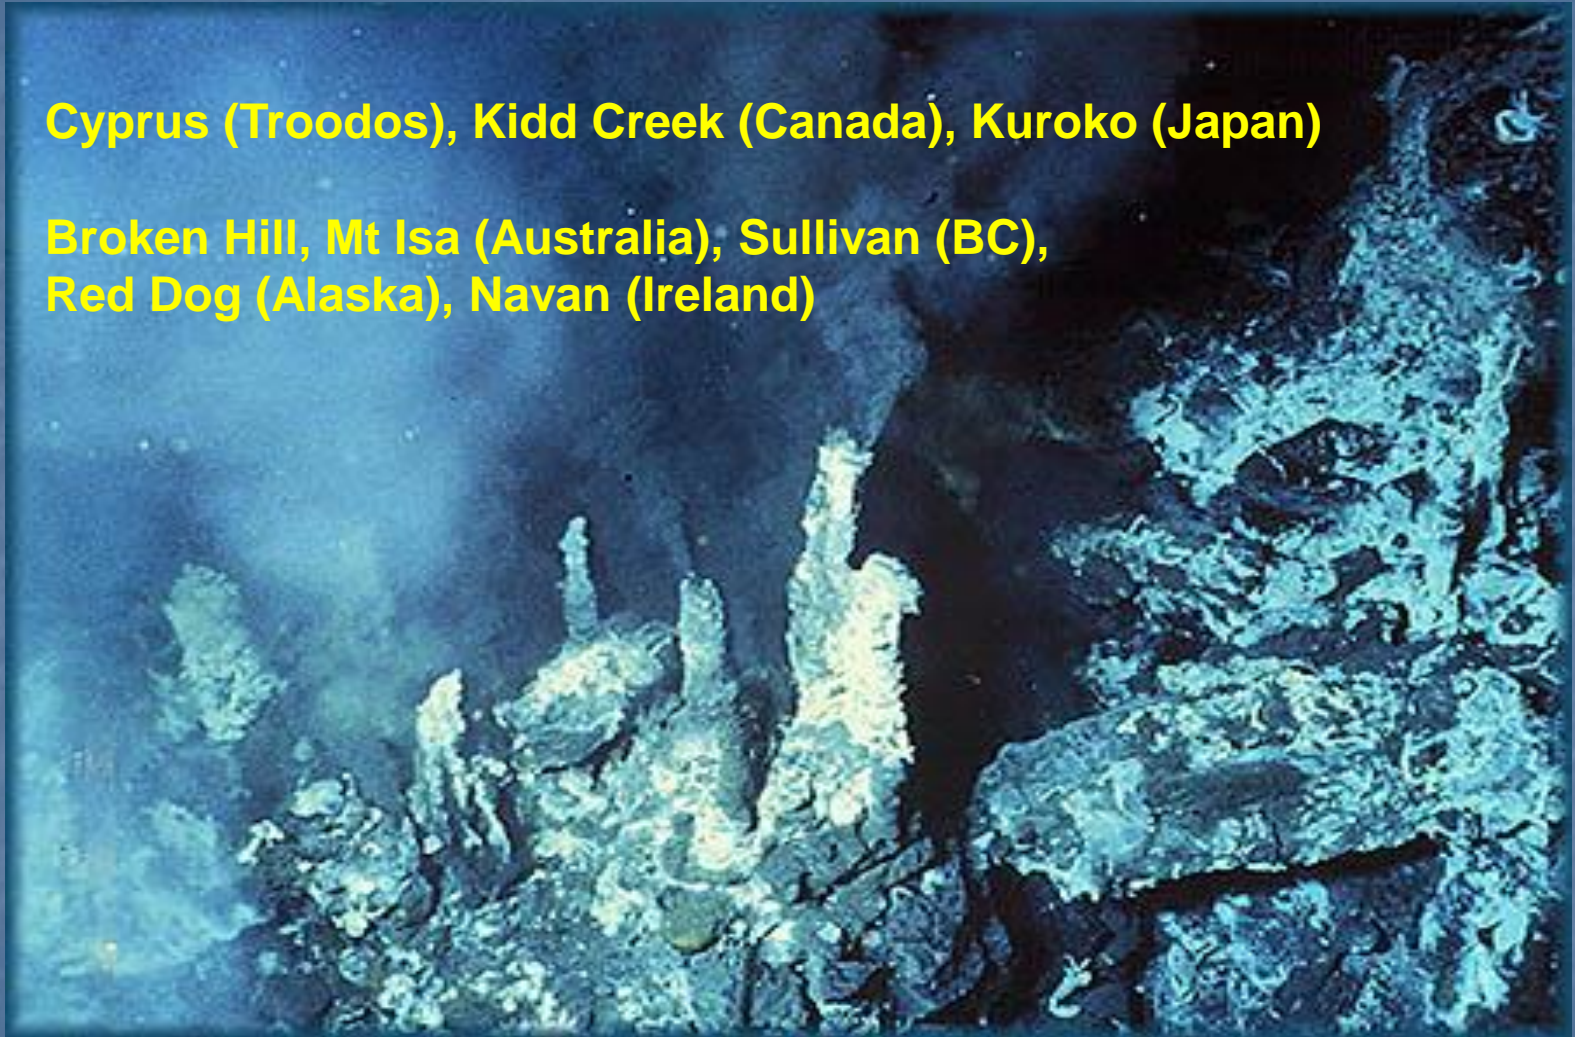 Cyprus (Troodos), Kidd Creek (Canada), Kuroko (Japan)
Broken Hill, Mt Isa (Australia), Sullivan (BC),
Red Dog (Alaska), Navan (Ireland)